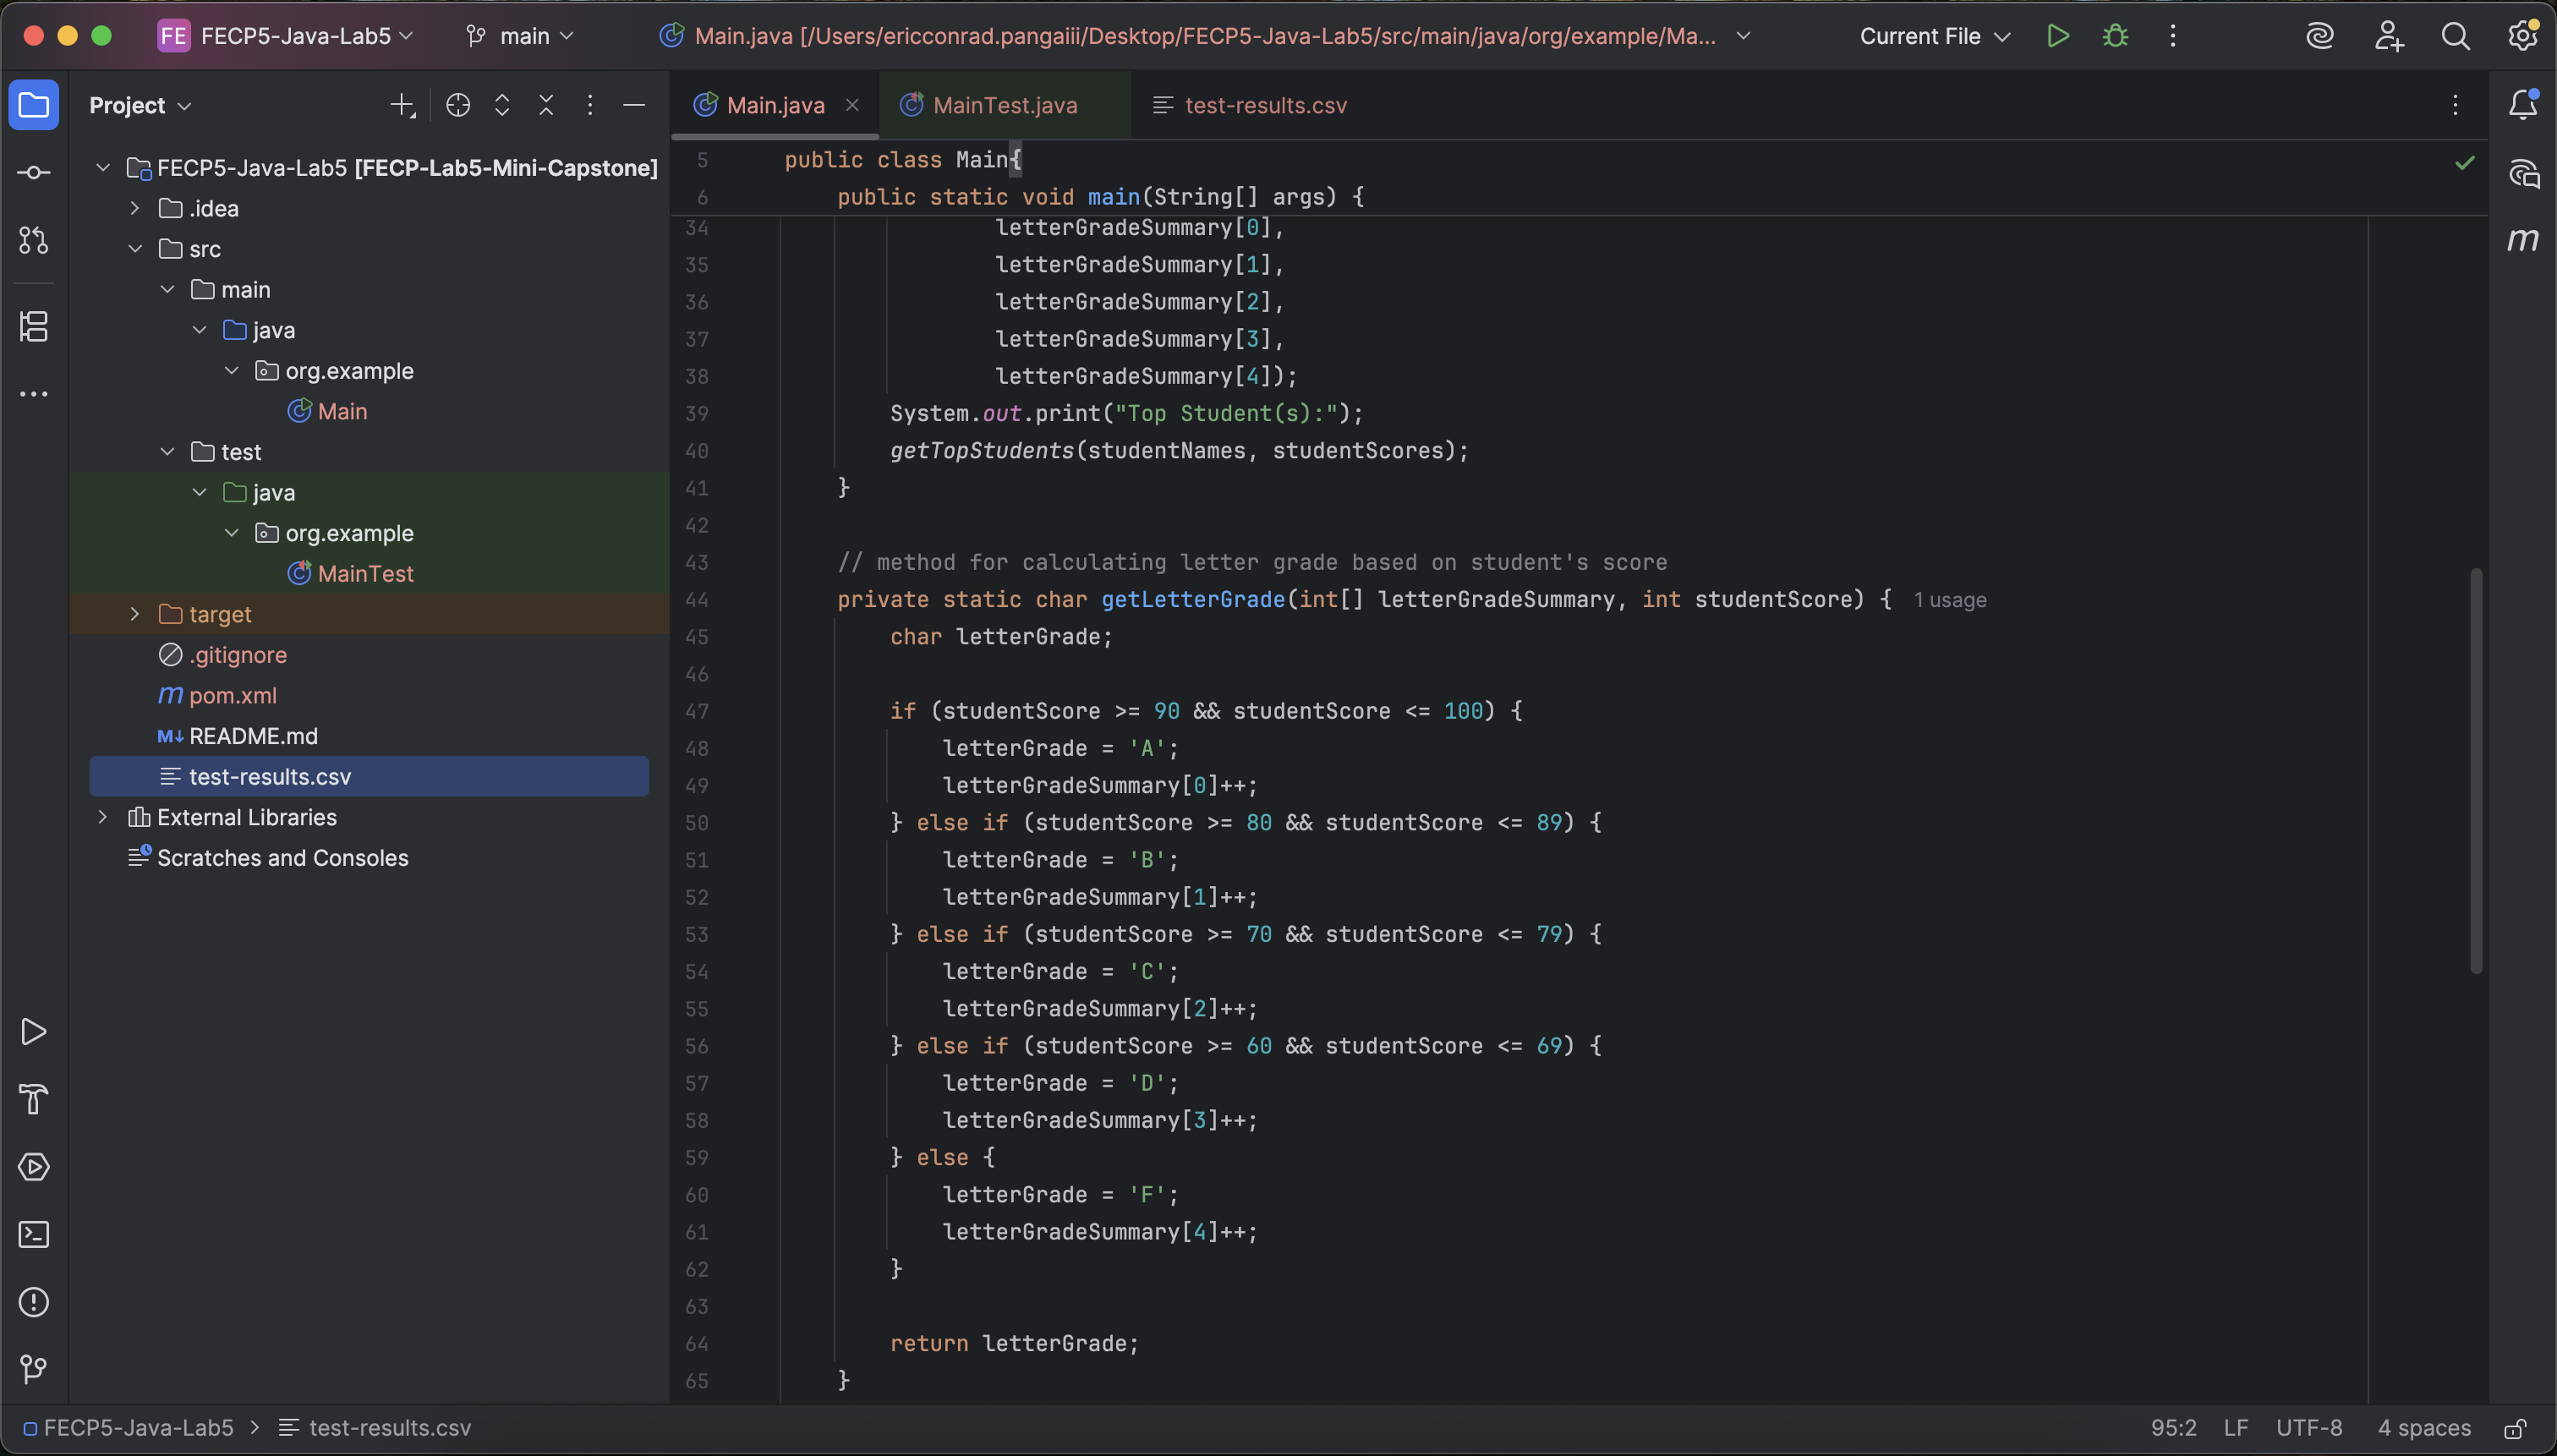 FE FECP5-Java-Lab5 main Main.java [/Users/ericconrad.pangaiii/Desktop/FECP5-Java-Lab5/src/main/java/org/example/Ma... Current File
Project
FECP5-Java-Lab5 [FECP-Lab5-Mini-Capstone]
.idea
src
main
java
org.example
Main
test
java
org.example
MainTest
target
.gitignore
m pom.xml
M↓ README.md
test-results.csv
External Libraries
Scratches and Consoles
Main.java MainTest.java test-results.csv
5 public class Main{
6 public static void main(String[] args) {
34 letterGradeSummary[0],
35 letterGradeSummary[1],
36 letterGradeSummary[2],
37 letterGradeSummary[3],
38 letterGradeSummary[4]);
39 System.out.print("Top Student(s):");
40 getTopStudents(studentNames, studentScores);
41 }
42
43 // method for calculating letter grade based on student's score
44 private static char getLetterGrade(int[] letterGradeSummary, int studentScore) { 1 usage
45 char letterGrade;
46
47 if (studentScore >= 90 && studentScore <= 100) {
48 letterGrade = 'A';
49 letterGradeSummary[0]++;
50 } else if (studentScore >= 80 && studentScore <= 89) {
51 letterGrade = 'B';
52 letterGradeSummary[1]++;
53 } else if (studentScore >= 70 && studentScore <= 79) {
54 letterGrade = 'C';
55 letterGradeSummary[2]++;
56 } else if (studentScore >= 60 && studentScore <= 69) {
57 letterGrade = 'D';
58 letterGradeSummary[3]++;
59 } else {
60 letterGrade = 'F';
61 letterGradeSummary[4]++;
62 }
63
64 return letterGrade;
65 }
m
FECP5-Java-Lab5 > test-results.csv 95:2 LF UTF-8 4 spaces